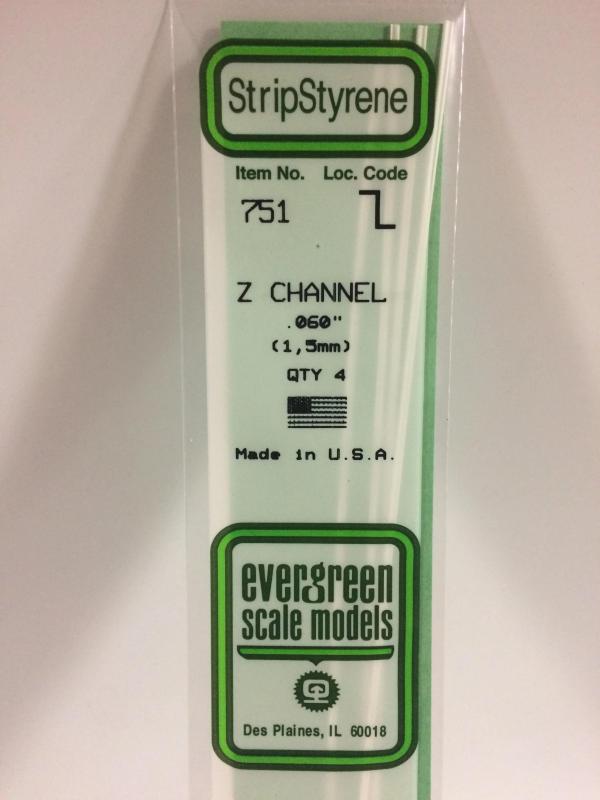 StripStyrene
Item No. Loc. Code
751
Z CHANNEL
.060"
(1,5mm)
QTY 4
Made in U.S.A.
evergreen
scale models
Des Plaines, IL 60018